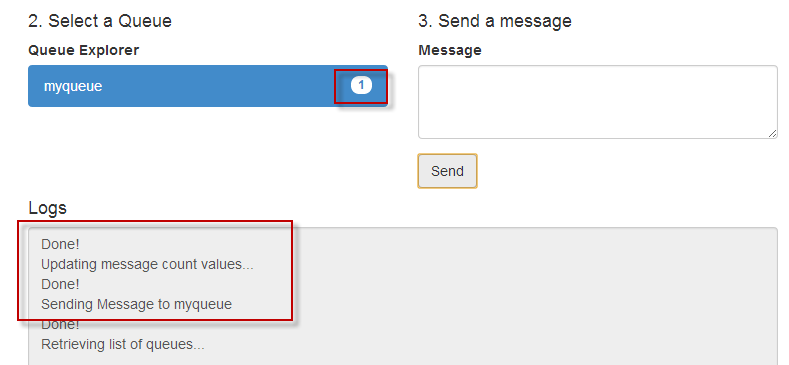 2. Select a Queue
Queue Explorer
myqueue 1
3. Send a message
Message
Send
Logs
Done!
Updating message count values...
Done!
Sending Message to myqueue
Done!
Retrieving list of queues...